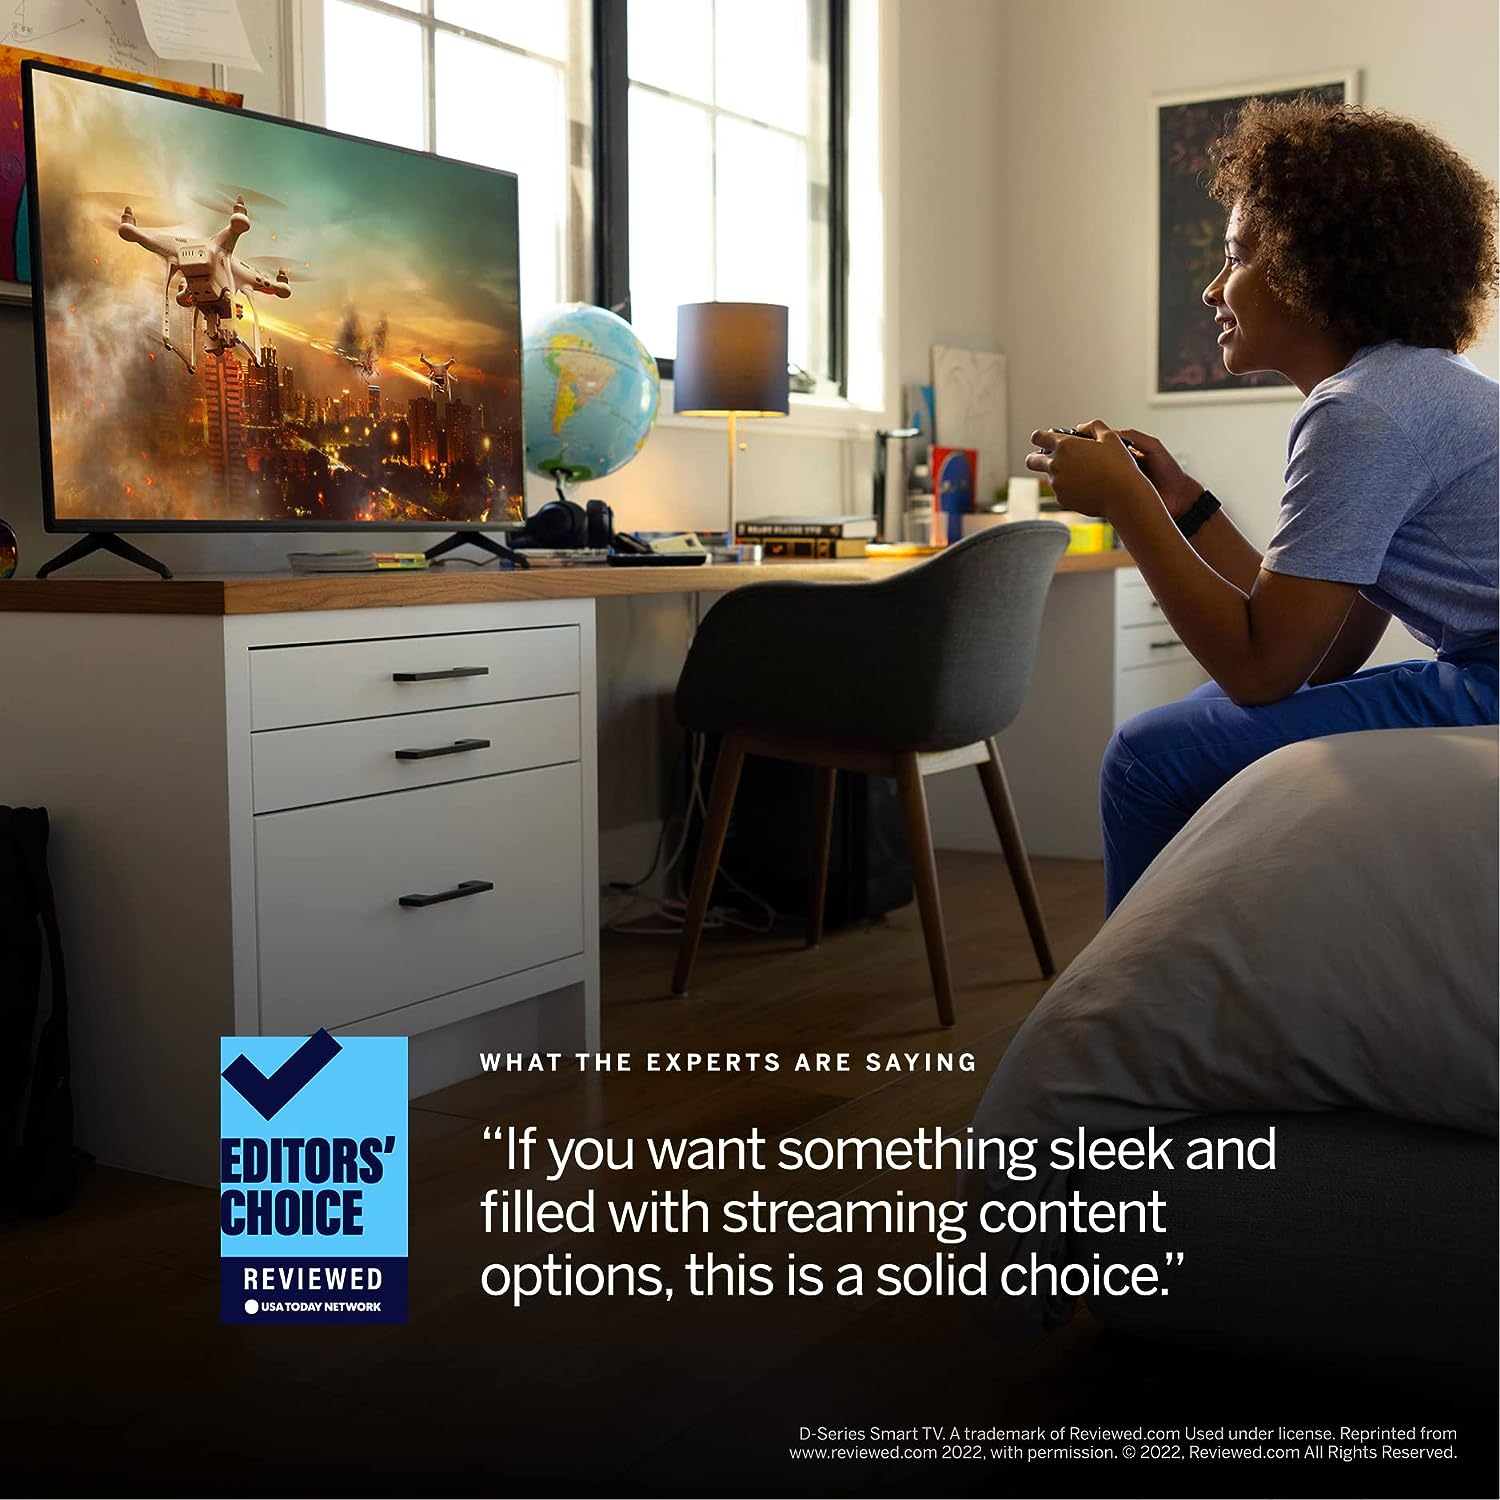 WHAT THE EXPERTS ARE SAYING
“If you want something sleek and
filled with streaming content
options, this is a solid choice.”
EDITORS’
CHOICE
REVIEWED
USA TODAY NETWORK
D-Series Smart TV. A trademark of Reviewed.com Used under license. Reprinted from
www.reviewed.com 2022, with permission. © 2022, Reviewed.com All Rights Reserved.